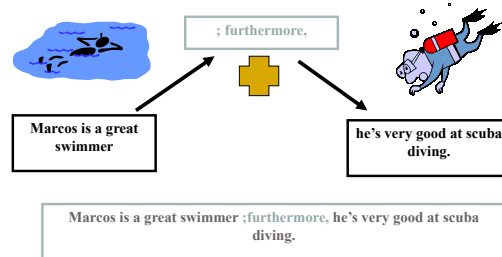 ; furthermore,
Marcos is a great
swimmer
he's very good at scuba
diving.
Marcos is a great swimmer ;furthermore, he's very good at scuba
diving.